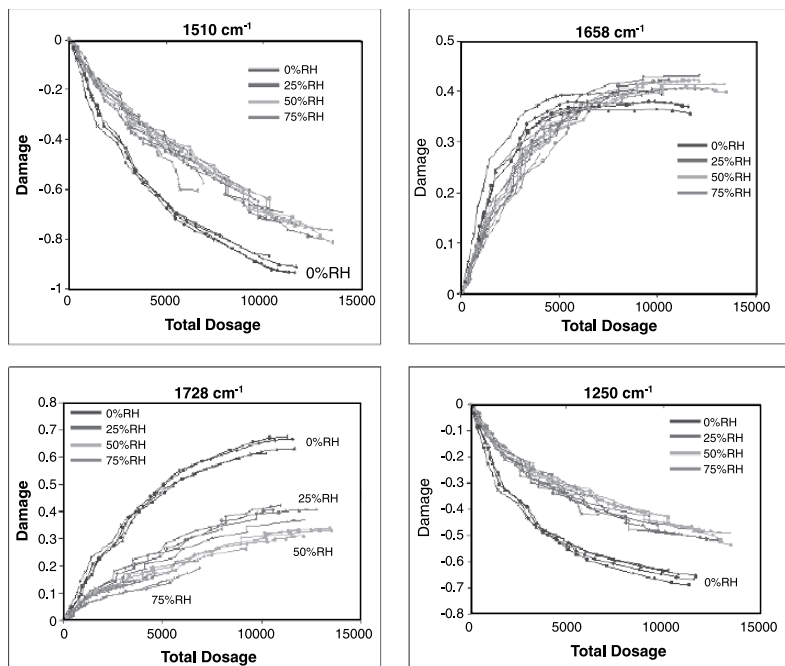 1510 cm-1
0
-0.2
-0.4
-0.6
-0.8
-1
Damage
0%RH
25%RH
50%RH
75%RH
0%RH
0 5000 10000 15000
Total Dosage
1658 cm-1
0.5
0.4
0.3
0.2
0.1
0
Damage
0%RH
25%RH
50%RH
75%RH
0 5000 10000 15000
Total Dosage
1728 cm-1
0.8
0.7
0.6
0.5
0.4
0.3
0.2
0.1
0
Damage
0%RH
25%RH
50%RH
75%RH
0%RH
25%RH
50%RH
75%RH
0 5000 10000 15000
Total Dosage
1250 cm-1
0
-0.1
-0.2
-0.3
-0.4
-0.5
-0.6
-0.7
-0.8
Damage
0%RH
25%RH
50%RH
75%RH
0%RH
0 5000 10000 15000
Total Dosage